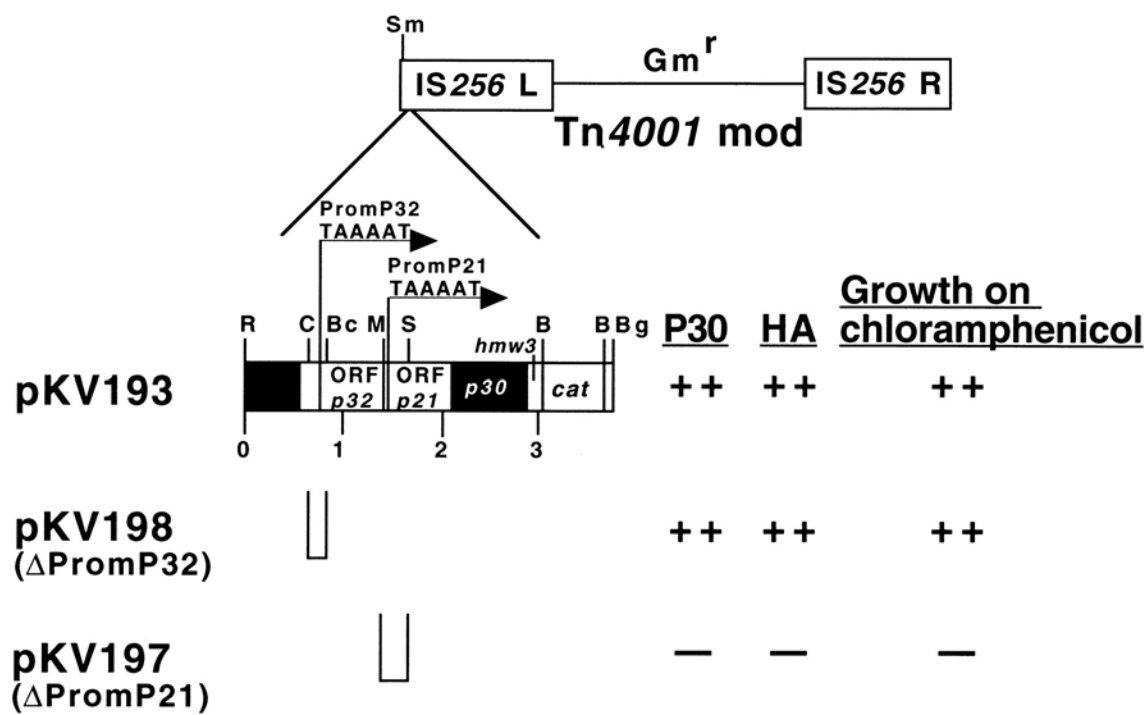 Sm
IS256 L
Gm^r
IS256 R
Tn4001 mod
PromP32
TAAAAT
PromP21
TAAAAT
R C Bc M S B B Bg
hmw3
ORF p32
ORF p21
p30
cat
0 1 2 3
P30 HA Growth on chloramphenicol
pKV193 ++ ++ ++
pKV198 ++ ++ ++
(ΔPromP32)
pKV197 — — —
(ΔPromP21)